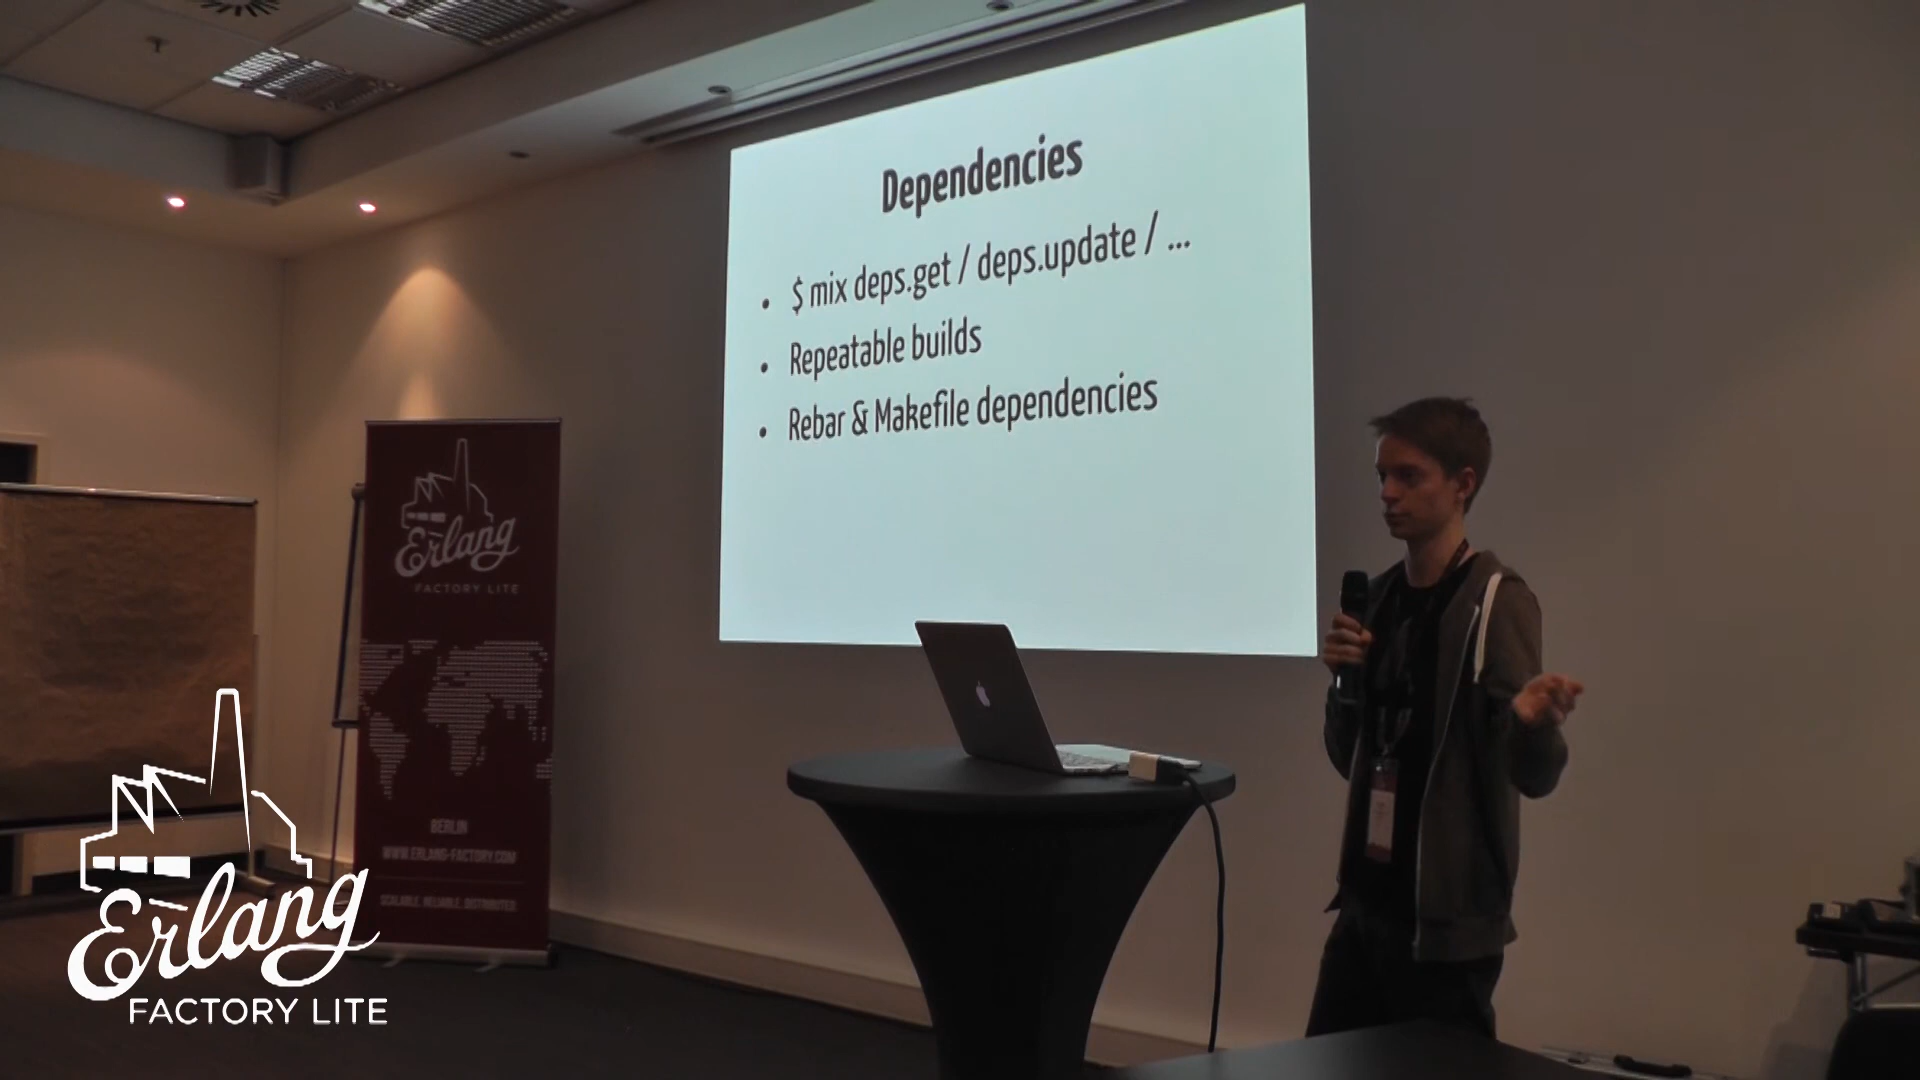 Dependencies
• $ mix deps.get / deps.update / ...
• Repeatable builds
• Rebar & Makefile dependencies
Erlang
FACTORY LITE
BERLIN
WWW.ERLANG-FACTORY.COM
SCALABLE. RELIABLE. DISTRIBUTED
Erlang
FACTORY LITE